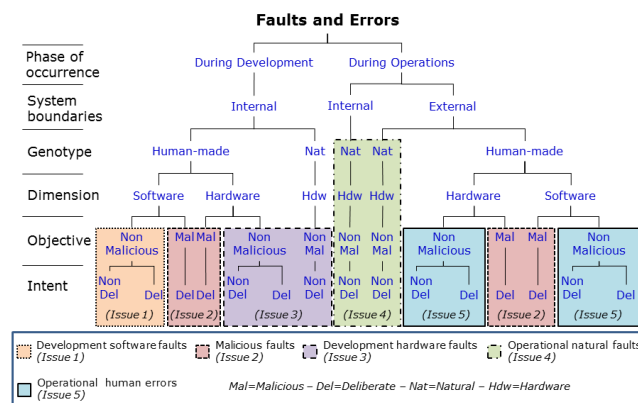 Faults and Errors
Phase of occurrence
During Development During Operations
System boundaries
Internal Internal External
Genotype
Human-made Nat Nat Nat Human-made
Dimension
Software Hardware Hdw Hdw Hdw Hardware Software
Objective
Non Malicious Mal Mal Non Malicious Non Mal Non Mal Non Mal Non Malicious Mal Mal Non Malicious
Intent
Non Del Del Del Del Non Del Del Non Del Non Del Non Del Non Del Del Del Del Non Del Del
(Issue 1) (Issue 2) (Issue 3) (Issue 4) (Issue 5) (Issue 2) (Issue 5)
Development software faults
(Issue 1)
Malicious faults
(Issue 2)
Development hardware faults
(Issue 3)
Operational natural faults
(Issue 4)
Operational human errors
(Issue 5)
Mal=Malicious – Del=Deliberate – Nat=Natural – Hdw=Hardware